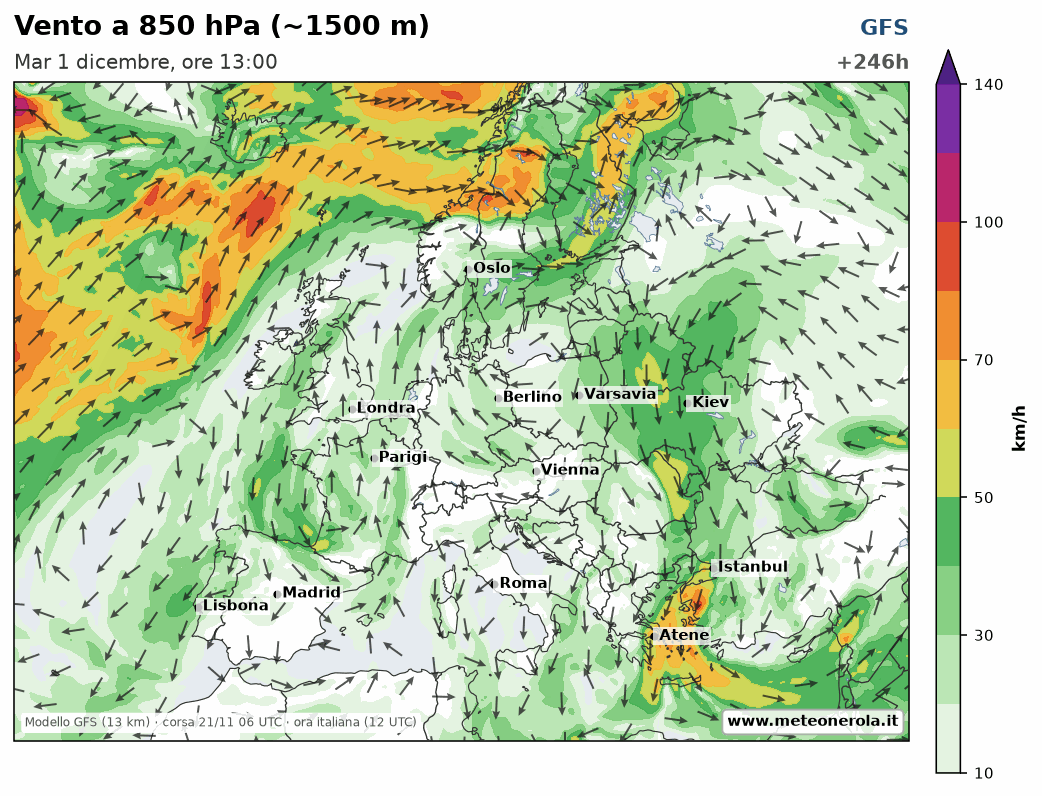 Vento a 850 hPa (~1500 m)
GFS
Mar 1 dicembre, ore 13:00
+246h
140
100
70
50
30
10
km/h
Oslo
Londra
Berlino
Varsavia
Kiev
Parigi
Vienna
Istanbul
Roma
Madrid
Lisbona
Atene
Modello GFS (13 km) · corsa 21/11 06 UTC · ora italiana (12 UTC)
www.meteonerola.it